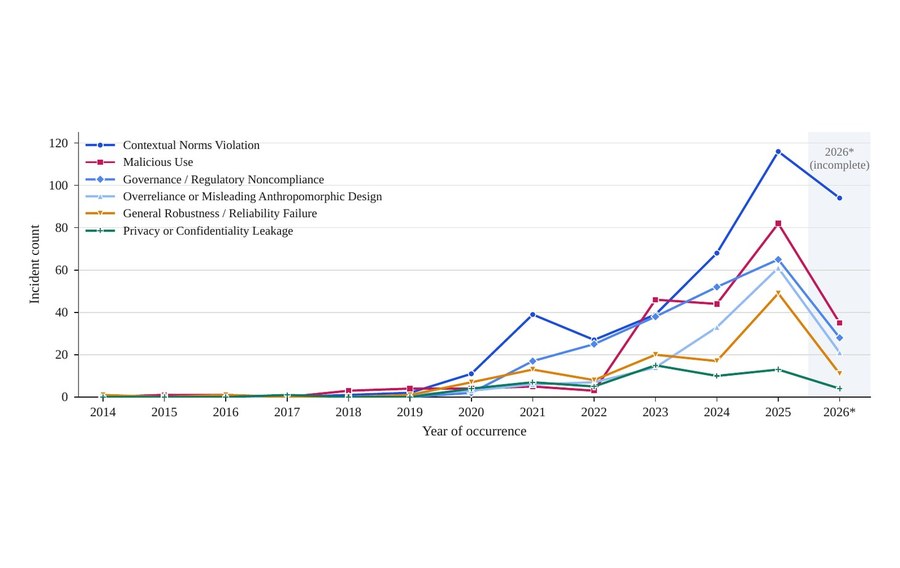 120
100
80
60
40
20
0
Incident count
Contextual Norms Violation
Malicious Use
Governance / Regulatory Noncompliance
Overreliance or Misleading Anthropomorphic Design
General Robustness / Reliability Failure
Privacy or Confidentiality Leakage
2026*
(incomplete)
2014 2015 2016 2017 2018 2019 2020 2021 2022 2023 2024 2025 2026*
Year of occurrence